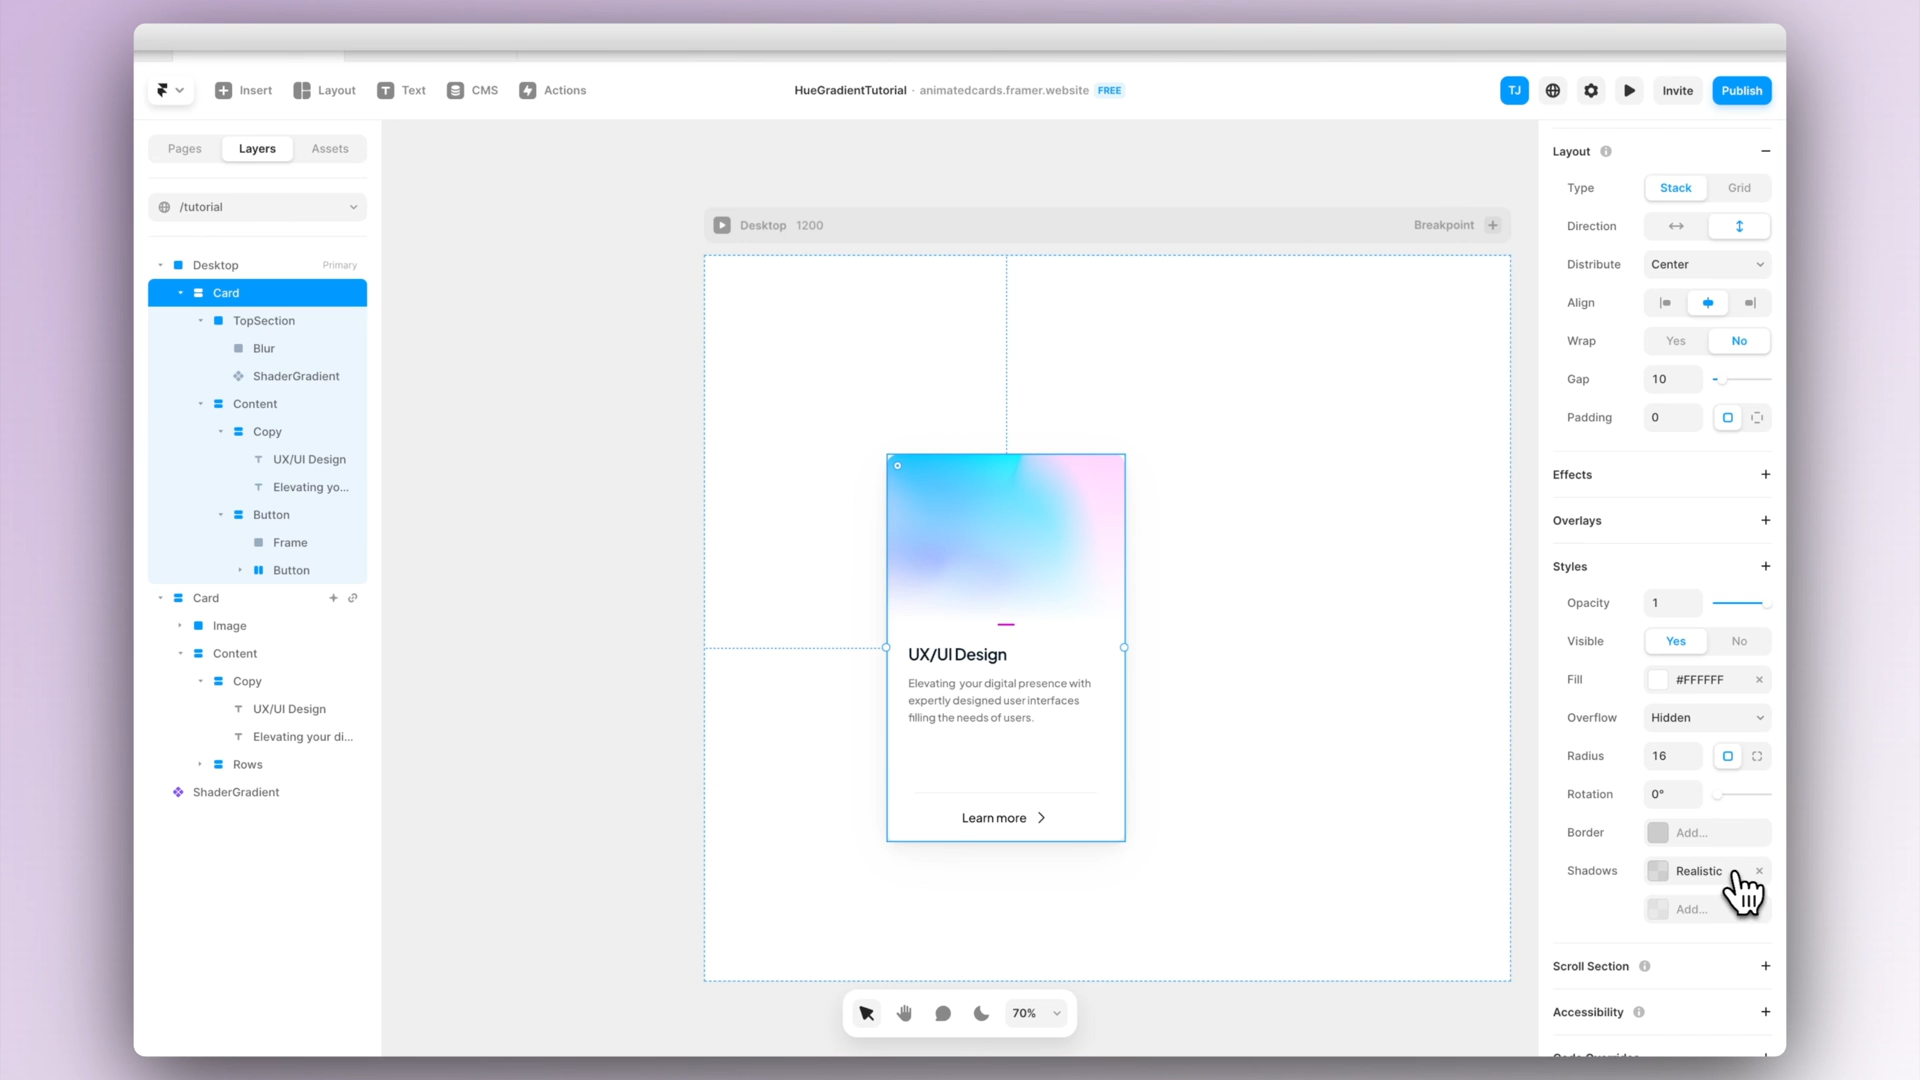 Insert
Layout
Text
CMS
Actions
HueGradientTutorial · animatedcards.framer.website FREE
TJ
Invite
Publish
Pages
Layers
Assets
/tutorial
Desktop Primary
Card
TopSection
Blur
ShaderGradient
Content
Copy
UX/UI Design
Elevating yo...
Button
Frame
Button
Card
Image
Content
Copy
UX/UI Design
Elevating your di...
Rows
ShaderGradient
Desktop 1200
Breakpoint
UX/UI Design
Elevating your digital presence with
expertly designed user interfaces
filling the needs of users.
Learn more
70%
Layout
Type Stack Grid
Direction
Distribute Center
Align
Wrap Yes No
Gap 10
Padding 0
Effects
Overlays
Styles
Opacity 1
Visible Yes No
Fill #FFFFFF
Overflow Hidden
Radius 16
Rotation 0°
Border Add...
Shadows Realistic
Add...
Scroll Section
Accessibility
Code Overrides